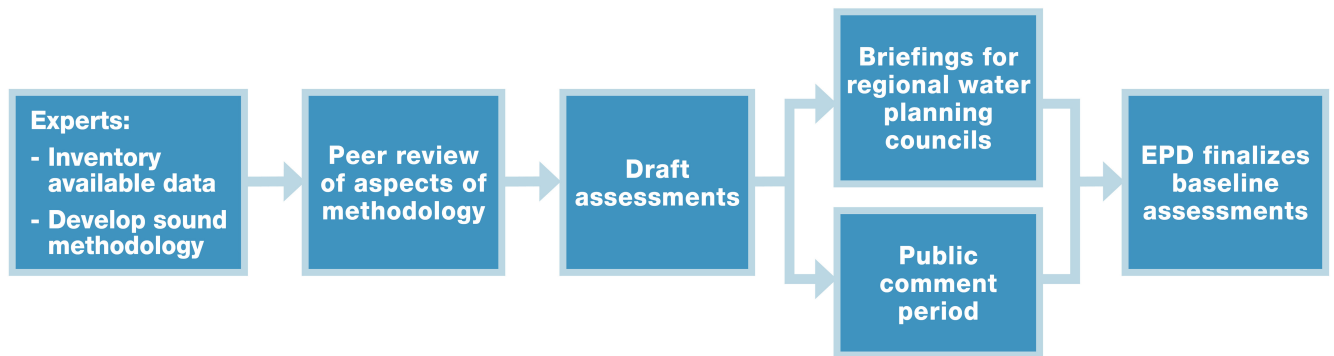 Experts:
- Inventory
available data
- Develop sound
methodology
Peer review
of aspects of
methodology
Draft
assessments
Briefings for
regional water
planning
councils
Public
comment
period
EPD finalizes
baseline
assessments